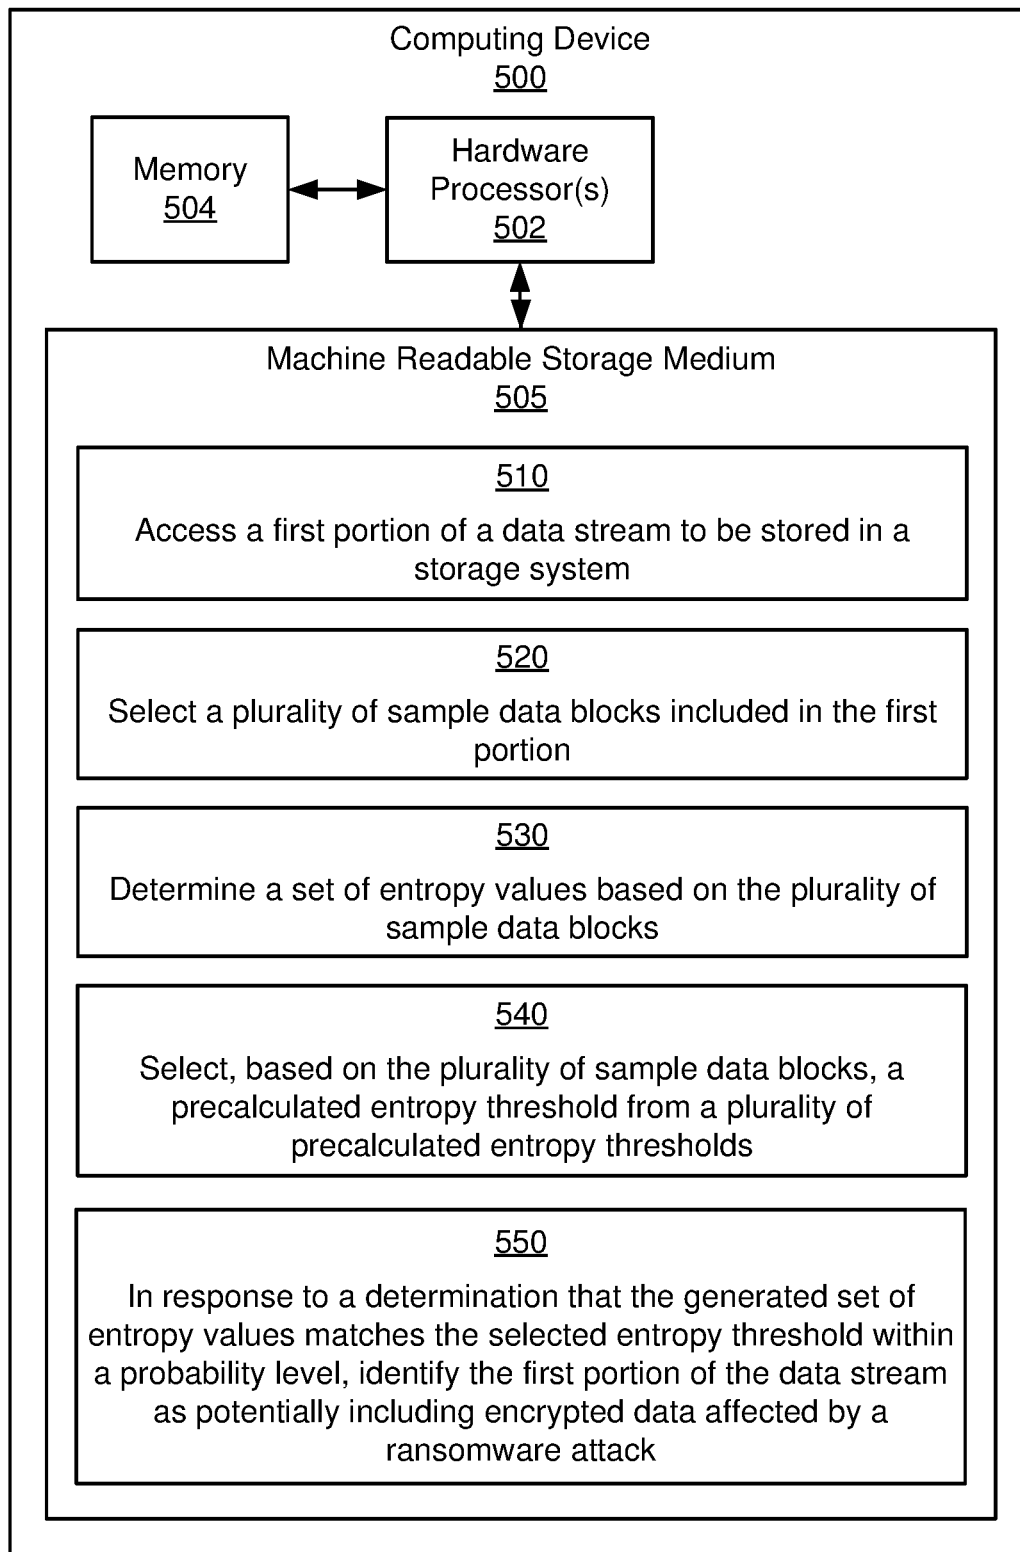 Computing Device
500
Memory
504
Hardware
Processor(s)
502
Machine Readable Storage Medium
505
510
Access a first portion of a data stream to be stored in a
storage system
520
Select a plurality of sample data blocks included in the first
portion
530
Determine a set of entropy values based on the plurality of
sample data blocks
540
Select, based on the plurality of sample data blocks, a
precalculated entropy threshold from a plurality of
precalculated entropy thresholds
550
In response to a determination that the generated set of
entropy values matches the selected entropy threshold within
a probability level, identify the first portion of the data stream
as potentially including encrypted data affected by a
ransomware attack